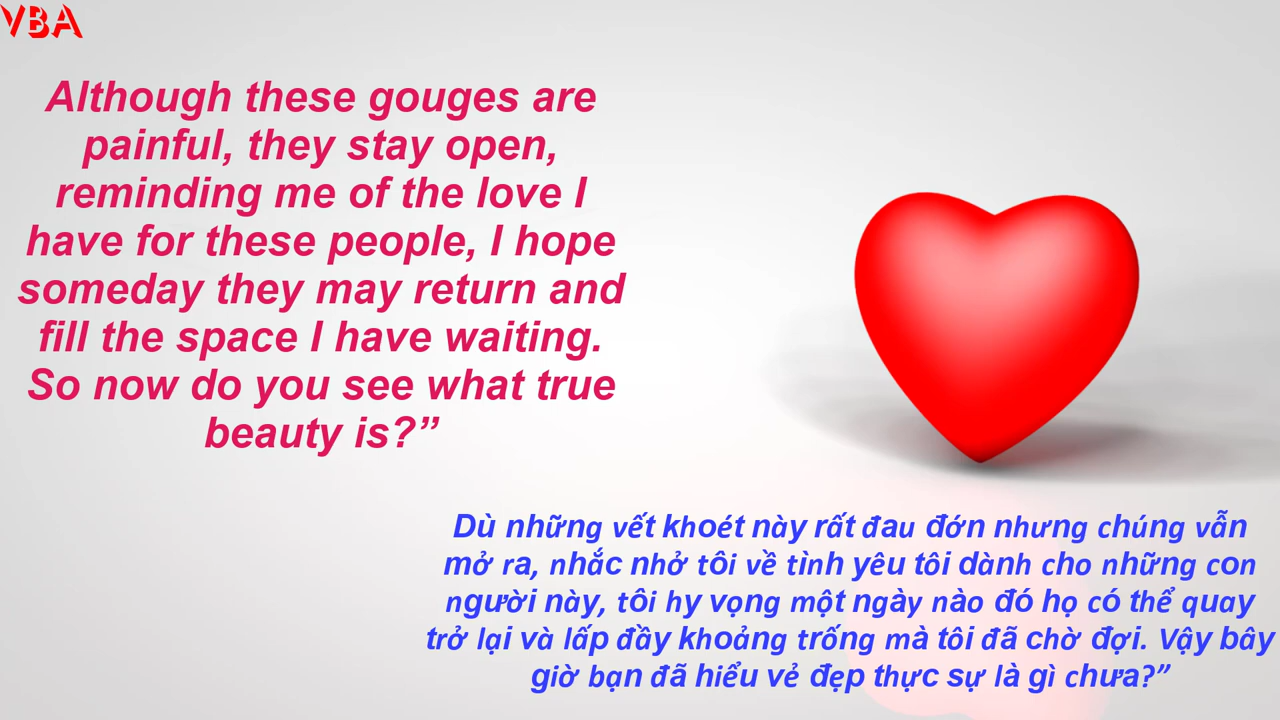 VBA
Although these gouges are
painful, they stay open,
reminding me of the love I
have for these people, I hope
someday they may return and
fill the space I have waiting.
So now do you see what true
beauty is?”
Dù những vết khoét này rất đau đớn nhưng chúng vẫn
mở ra, nhắc nhở tôi về tình yêu tôi dành cho những con
người này, tôi hy vọng một ngày nào đó họ có thể quay
trở lại và lấp đầy khoảng trống mà tôi đã chờ đợi. Vậy bây
giờ bạn đã hiểu vẻ đẹp thực sự là gì chưa?”